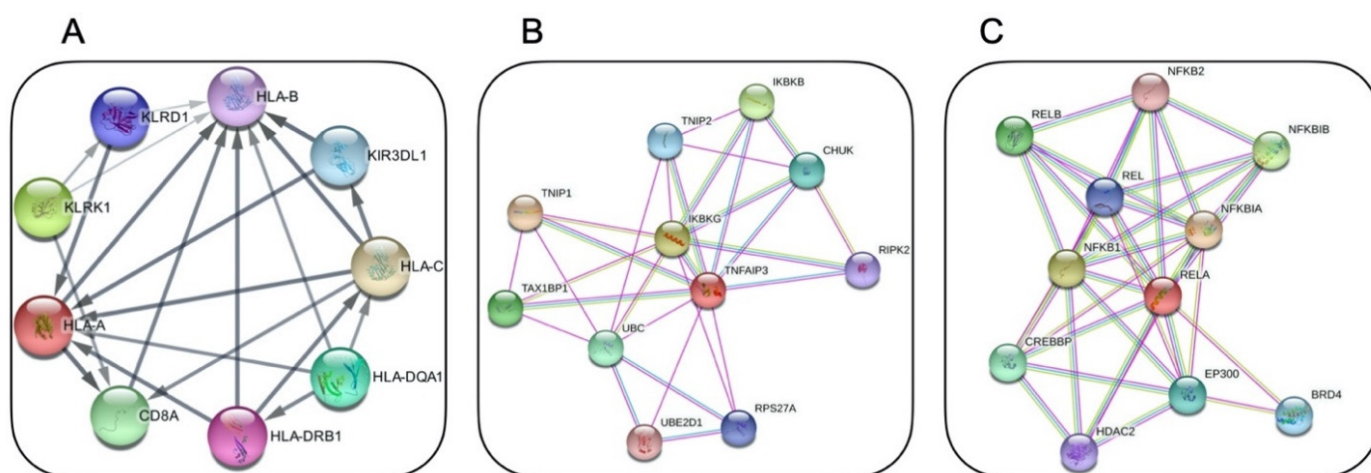 A
B
C
HLA-B
KLRD1
KIR3DL1
KLRK1
HLA-C
HLA-A
HLA-DQA1
CD8A
HLA-DRB1
IKBKB
TNIP2
CHUK
TNIP1
IKBKG
RIPK2
TNFAIP3
TAX1BP1
UBC
RPS27A
UBE2D1
NFKB2
RELB
NFKBIB
REL
NFKBIA
NFKB1
RELA
CREBBP
EP300
BRD4
HDAC2